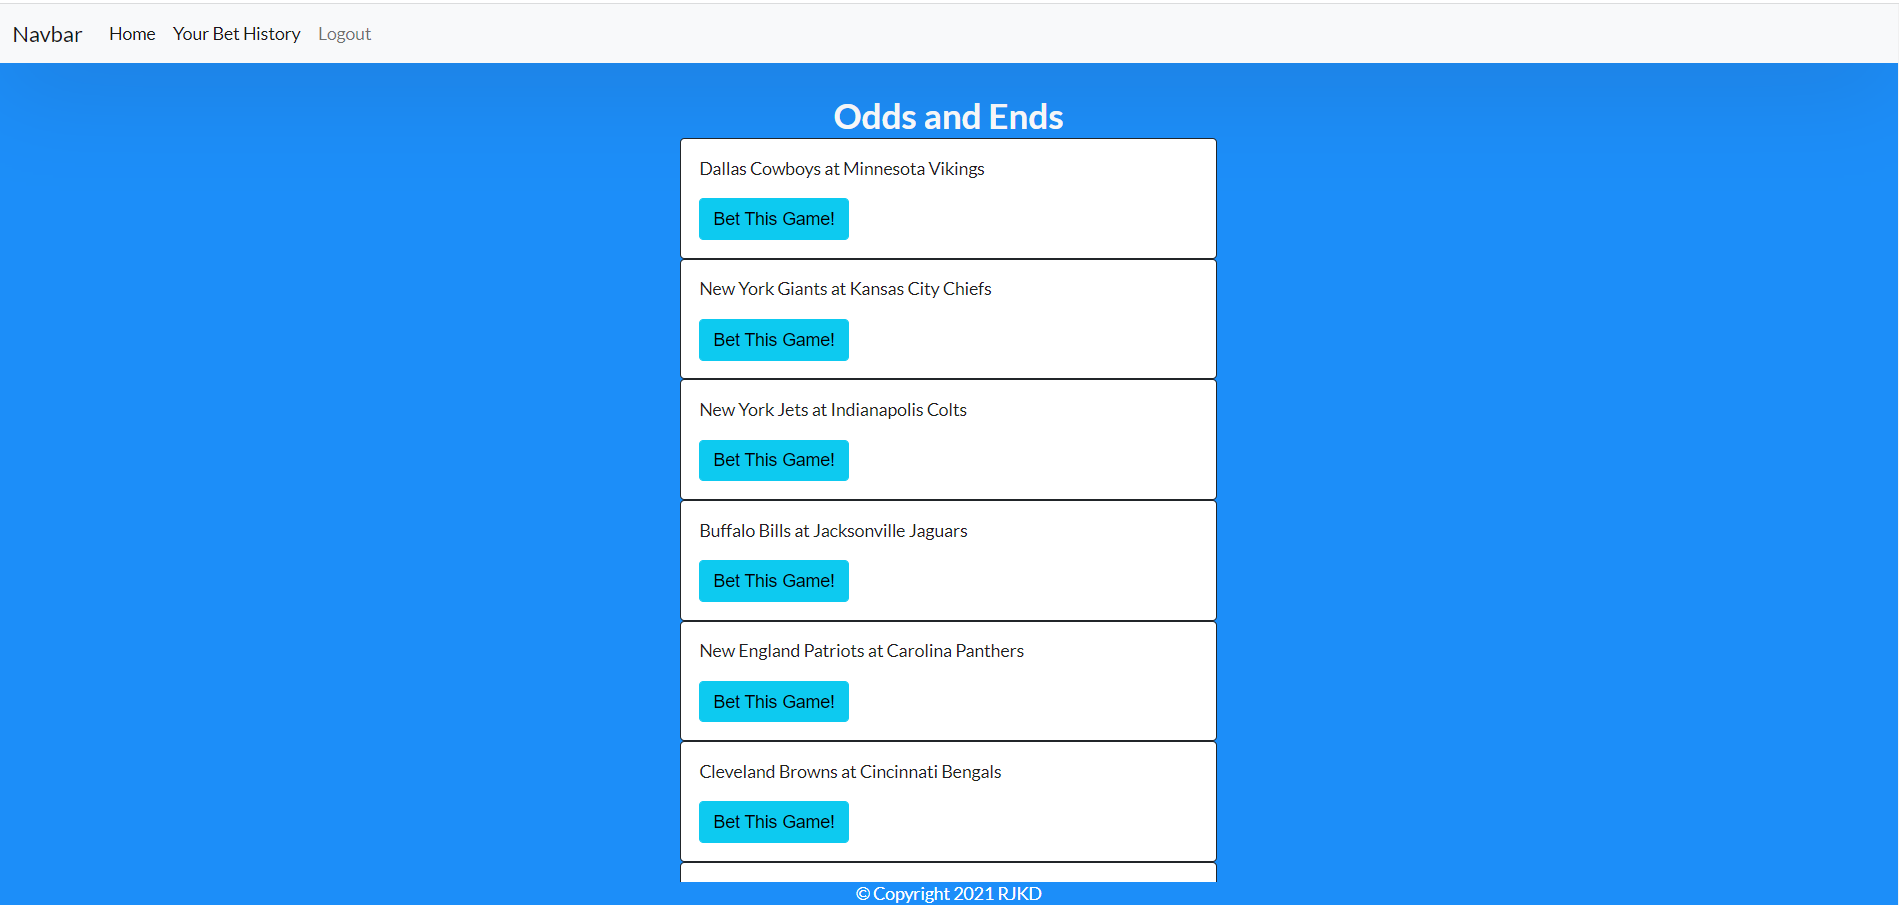 Navbar Home Your Bet History Logout
Odds and Ends
Dallas Cowboys at Minnesota Vikings
Bet This Game!
New York Giants at Kansas City Chiefs
Bet This Game!
New York Jets at Indianapolis Colts
Bet This Game!
Buffalo Bills at Jacksonville Jaguars
Bet This Game!
New England Patriots at Carolina Panthers
Bet This Game!
Cleveland Browns at Cincinnati Bengals
Bet This Game!
© Copyright 2021 RJKD